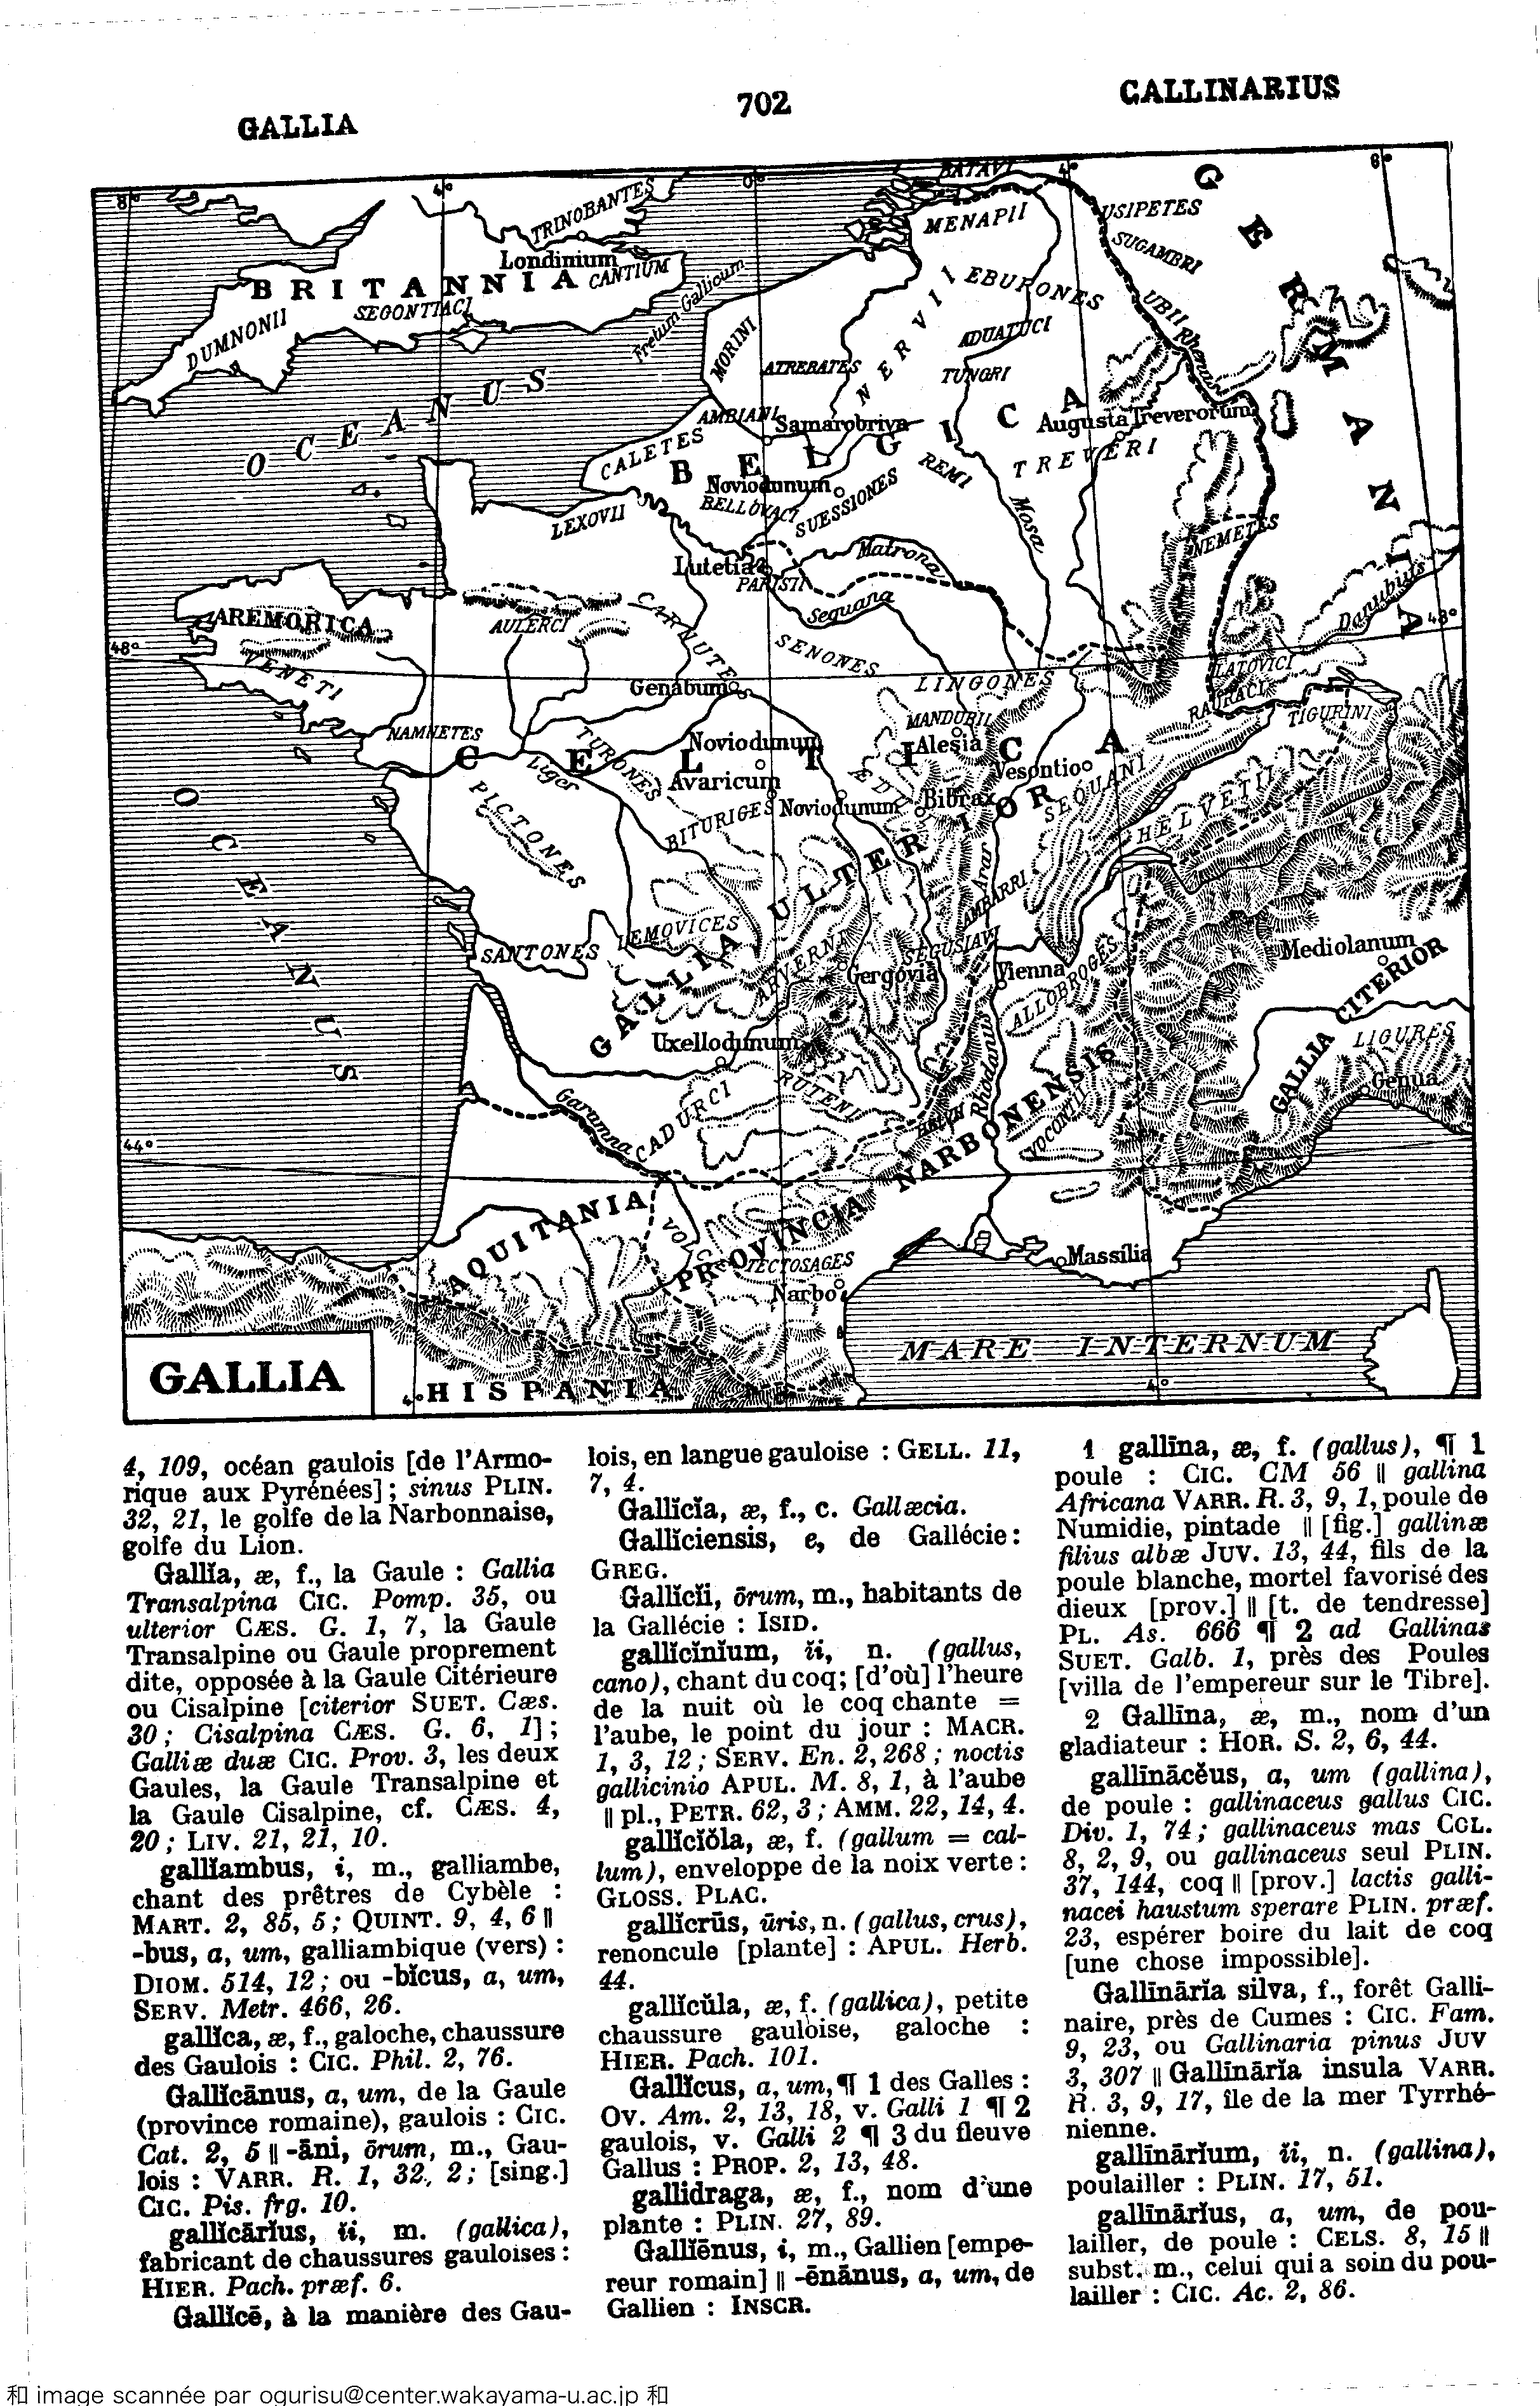 GALLIA
702
GALLINARIUS
8°
4°
0°
4°
8°
BATAVI
MENAPII
USIPETES
SUGAMBRI
UBII
Rhenus
GERMANIA
TRINOBANTES
Londinium
CANTIUM
BRITANNIA
SEGONTIACI
DUMNONII
Fretum Gallicum
MORINI
NERVII
EBURONES
ADUATUCI
ATREBATES
TUNGRI
OCEANUS
AMBIANI
Samarobriva
CALETES
BELGICA
Augusta Treverorum
TREVERI
REMI
Noviodunum
BELLOVACI
SUESSIONES
LEXOVII
Mosa
NEMETES
Matrona
Lutetia
PARISII
Sequana
Danubius
AREMORICA
AULERCI
CARNUTES
48°
48°
VENETI
SENONES
LATOVICI
Genabum
LINGONES
RAURACI
TIGURINI
NAMNETES
MANDUBII
Alesia
CELTICA
TURONES
Noviodunum
Liger
Avaricum
ÆDUI
Vesontio
PICTONES
BITURIGES
Noviodunum
Bibrax
SEQUANI
HELVETII
OCEANUS
GALLIA ULTERIOR
Arar
AMBARRI
LEMOVICES
SANTONES
ARVERNI
SEGUSIAVI
Gergovia
Vienna
ALLOBROGES
Mediolanum
GALLIA CITERIOR
LIGURES
Genua
Uxellodunum
RUTENI
Rhodanus
CADURCI
Garumna
HELVII
VOCONTII
44°
PROVINCIA NARBONENSIS
AQUITANIA
VOLCÆ
TECTOSAGES
Narbo
Massilia
MARE INTERNUM
GALLIA
4°
HISPANIA
4°
4, 109, océan gaulois [de l'Armo-
rique aux Pyrénées] ; sinus PLIN.
32, 21, le golfe de la Narbonnaise,
golfe du Lion.
Gallĭa, æ, f., la Gaule : Gallia
Transalpina CIC. Pomp. 35, ou
ulterior CÆS. G. 1, 7, la Gaule
Transalpine ou Gaule proprement
dite, opposée à la Gaule Citérieure
ou Cisalpine [citerior SUET. Cæs.
30 ; Cisalpina CÆS. G. 6, 1] ;
Galliæ duæ CIC. Prov. 3, les deux
Gaules, la Gaule Transalpine et
la Gaule Cisalpine, cf. CÆS. 4,
20 ; LIV. 21, 21, 10.
gallĭambus, i, m., galliambe,
chant des prêtres de Cybèle :
MART. 2, 85, 5 ; QUINT. 9, 4, 6 ||
-bus, a, um, galliambique (vers) :
DIOM. 514, 12 ; ou -bĭcus, a, um,
SERV. Metr. 466, 26.
gallĭca, æ, f., galoche, chaussure
des Gaulois : CIC. Phil. 2, 76.
Gallĭcānus, a, um, de la Gaule
(province romaine), gaulois : CIC.
Cat. 2, 5 || -āni, ōrum, m., Gau-
lois : VARR. R. 1, 32, 2 ; [sing.]
CIC. Pis. frg. 10.
gallĭcārĭus, ĭi, m. (gallica),
fabricant de chaussures gauloises :
HIER. Pach. præf. 6.
Gallĭcē, à la manière des Gau-
lois, en langue gauloise : GELL. 11,
7, 4.
Gallĭcĭa, æ, f., c. Gallæcia.
Gallĭciensis, e, de Gallécie :
GREG.
Gallĭcĭi, ōrum, m., habitants de
la Gallécie : ISID.
gallĭcĭnĭum, ĭi, n. (gallus,
cano), chant du coq ; [d'où] l'heure
de la nuit où le coq chante =
l'aube, le point du jour : MACR.
1, 3, 12 ; SERV. En. 2, 268 ; noctis
gallicinio APUL. M. 8, 1, à l'aube
|| pl., PETR. 62, 3 ; AMM. 22, 14, 4.
gallĭcĭŏla, æ, f. (gallum = cal-
lum), enveloppe de la noix verte :
GLOSS. PLAC.
gallĭcrūs, ūris, n. (gallus, crus),
renoncule [plante] : APUL. Herb.
44.
gallĭcŭla, æ, f. (gallica), petite
chaussure gauloise, galoche :
HIER. Pach. 101.
Gallĭcus, a, um, ¶ 1 des Galles :
OV. Am. 2, 13, 18, v. Galli 1 ¶ 2
gaulois, v. Galli 2 ¶ 3 du fleuve
Gallus : PROP. 2, 13, 48.
gallidraga, æ, f., nom d'une
plante : PLIN. 27, 89.
Gallĭēnus, i, m., Gallien [empe-
reur romain] || -ēnānus, a, um, de
Gallien : INSCR.
1 gallīna, æ, f. (gallus), ¶ 1
poule : CIC. CM 56 || gallina
Africana VARR. R. 3, 9, 1, poule de
Numidie, pintade || [fig.] gallinæ
filius albæ JUV. 13, 44, fils de la
poule blanche, mortel favorisé des
dieux [prov.] || [t. de tendresse]
PL. As. 666 ¶ 2 ad Gallinas
SUET. Galb. 1, près des Poules
[villa de l'empereur sur le Tibre].
2 Gallīna, æ, m., nom d'un
gladiateur : HOR. S. 2, 6, 44.
gallīnācĕus, a, um (gallina),
de poule : gallinaceus gallus CIC.
Div. 1, 74 ; gallinaceus mas COL.
8, 2, 9, ou gallinaceus seul PLIN.
37, 144, coq || [prov.] lactis galli-
nacei haustum sperare PLIN. præf.
23, espérer boire du lait de coq
[une chose impossible].
Gallīnārĭa silva, f., forêt Galli-
naire, près de Cumes : CIC. Fam.
9, 23, ou Gallinaria pinus JUV
3, 307 || Gallīnārĭa insula VARR.
R. 3, 9, 17, île de la mer Tyrrhé-
nienne.
gallīnārĭum, ĭi, n. (gallina),
poulailler : PLIN. 17, 51.
gallīnārĭus, a, um, de pou-
lailler, de poule : CELS. 8, 15 ||
subst. m., celui qui a soin du pou-
lailler : CIC. Ac. 2, 86.
和 image scannée par ogurisu@center.wakayama-u.ac.jp 和